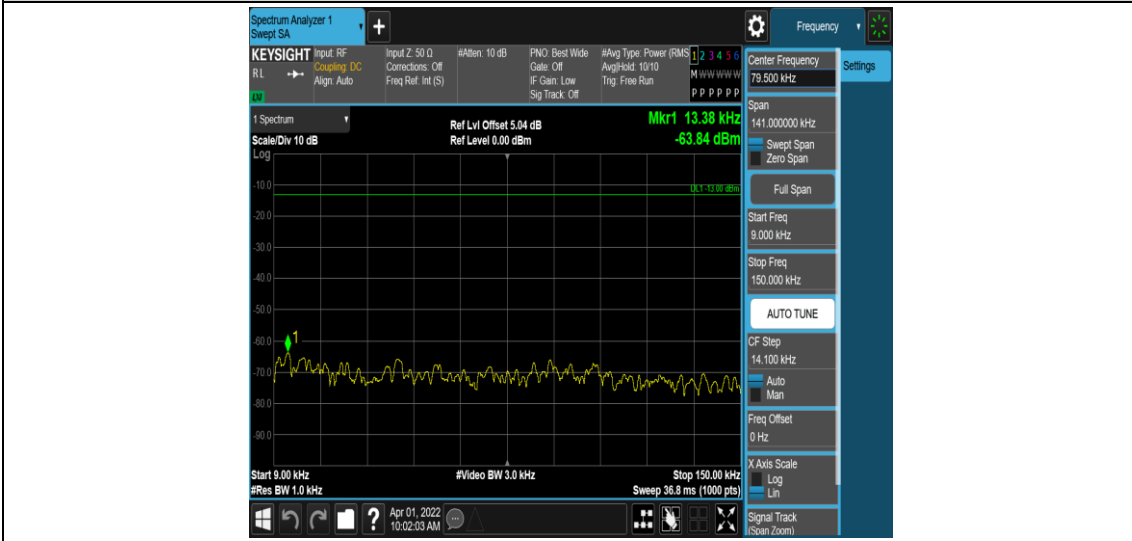 Spectrum Analyzer 1
Swept SA
+
Frequency
KEYSIGHT
RL
Input: RF
Coupling: DC
Align: Auto
Input Z: 50 Ω
Corrections: Off
Freq Ref: Int (S)
#Atten: 10 dB
PNO: Best Wide
Gate: Off
IF Gain: Low
Sig Track: Off
#Avg Type: Power (RMS
Avg|Hold: 10/10
Trig: Free Run
1 2 3 4 5 6
M W W W W W
P P P P P P
1 Spectrum
Scale/Div 10 dB
Log
Ref Lvl Offset 5.04 dB
Ref Level 0.00 dBm
Mkr1 13.38 kHz
-63.84 dBm
DL1 -13.00 dBm
-10.0
-20.0
-30.0
-40.0
-50.0
-60.0
-70.0
-80.0
-90.0
1
Start 9.00 kHz
#Res BW 1.0 kHz
#Video BW 3.0 kHz
Stop 150.00 kHz
Sweep 36.8 ms (1000 pts)
?
Apr 01, 2022
10:02:03 AM
Center Frequency
79.500 kHz
Settings
Span
141.000000 kHz
Swept Span
Zero Span
Full Span
Start Freq
9.000 kHz
Stop Freq
150.000 kHz
AUTO TUNE
CF Step
14.100 kHz
Auto
Man
Freq Offset
0 Hz
X Axis Scale
Log
Lin
Signal Track
(Span Zoom)